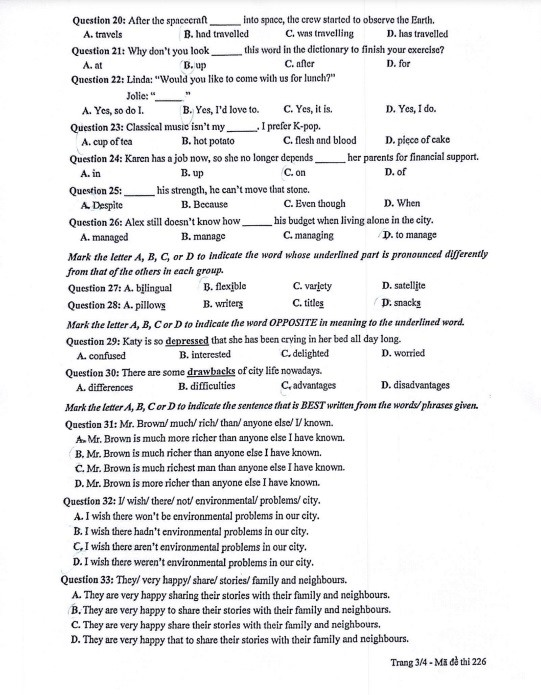 Question 20: After the spacecraft ______ into space, the crew started to observe the Earth.
A. travels B. had travelled C. was travelling D. has travelled
Question 21: Why don't you look ______ this word in the dictionary to finish your exercise?
A. at B. up C. after D. for
Question 22: Linda: "Would you like to come with us for lunch?"
Jolie: "______"
A. Yes, so do I. B. Yes, I'd love to. C. Yes, it is. D. Yes, I do.
Question 23: Classical music isn't my ______. I prefer K-pop.
A. cup of tea B. hot potato C. flesh and blood D. piece of cake
Question 24: Karen has a job now, so she no longer depends ______ her parents for financial support.
A. in B. up C. on D. of
Question 25: ______ his strength, he can't move that stone.
A. Despite B. Because C. Even though D. When
Question 26: Alex still doesn't know how ______ his budget when living alone in the city.
A. managed B. manage C. managing D. to manage
Mark the letter A, B, C, or D to indicate the word whose underlined part is pronounced differently
from that of the others in each group.
Question 27: A. bilingual B. flexible C. variety D. satellite
Question 28: A. pillows B. writers C. titles D. snacks
Mark the letter A, B, C or D to indicate the word OPPOSITE in meaning to the underlined word.
Question 29: Katy is so depressed that she has been crying in her bed all day long.
A. confused B. interested C. delighted D. worried
Question 30: There are some drawbacks of city life nowadays.
A. differences B. difficulties C. advantages D. disadvantages
Mark the letter A, B, C or D to indicate the sentence that is BEST written from the words/phrases given.
Question 31: Mr. Brown/ much/ rich/ than/ anyone else/ I/ known.
A. Mr. Brown is much more richer than anyone else I have known.
B. Mr. Brown is much richer than anyone else I have known.
C. Mr. Brown is much richest man than anyone else I have known.
D. Mr. Brown is more richer than anyone else I have known.
Question 32: I/ wish/ there/ not/ environmental/ problems/ city.
A. I wish there won't be environmental problems in our city.
B. I wish there hadn't environmental problems in our city.
C. I wish there aren't environmental problems in our city.
D. I wish there weren't environmental problems in our city.
Question 33: They/ very happy/ share/ stories/ family and neighbours.
A. They are very happy sharing their stories with their family and neighbours.
B. They are very happy to share their stories with their family and neighbours.
C. They are very happy share their stories with their family and neighbours.
D. They are very happy that to share their stories with their family and neighbours.
Trang 3/4 - Mã đề thi 226